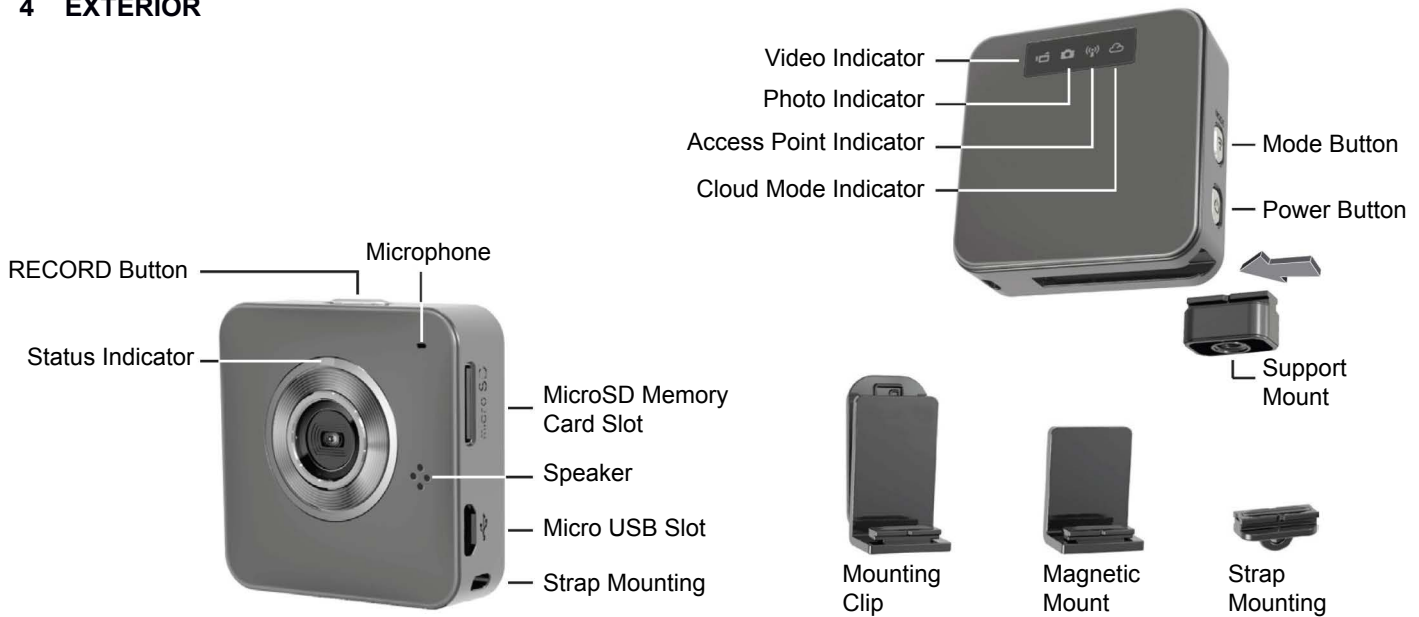 4 EXTERIOR
Video Indicator
Photo Indicator
Access Point Indicator
Cloud Mode Indicator
Mode Button
Power Button
Support
Mount
RECORD Button
Microphone
Status Indicator
micro SD
MicroSD Memory
Card Slot
Speaker
Micro USB Slot
Strap Mounting
Mounting
Clip
Magnetic
Mount
Strap
Mounting